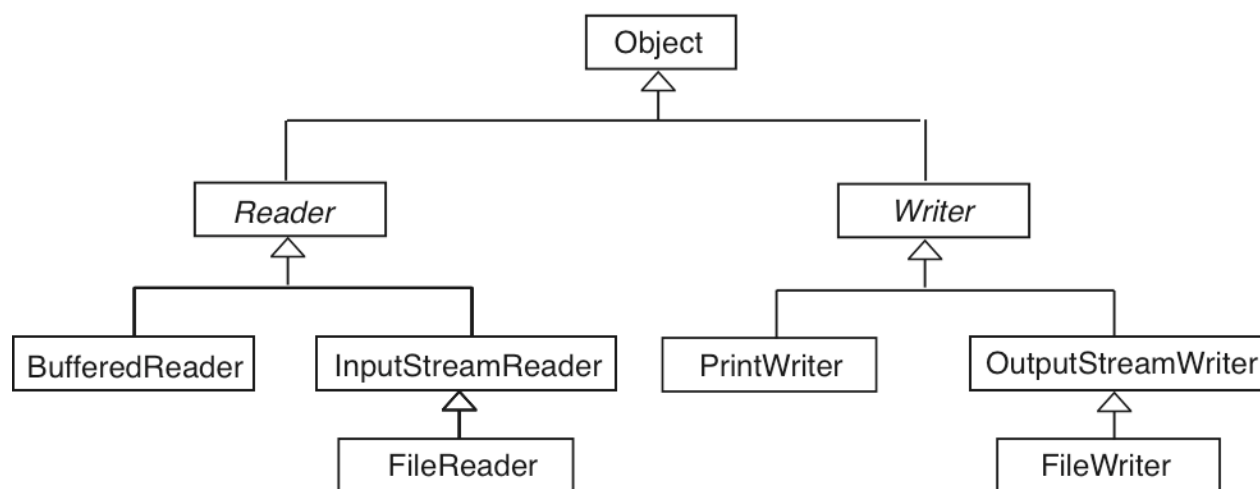 Object
Reader
Writer
BufferedReader
InputStreamReader
PrintWriter
OutputStreamWriter
FileReader
FileWriter